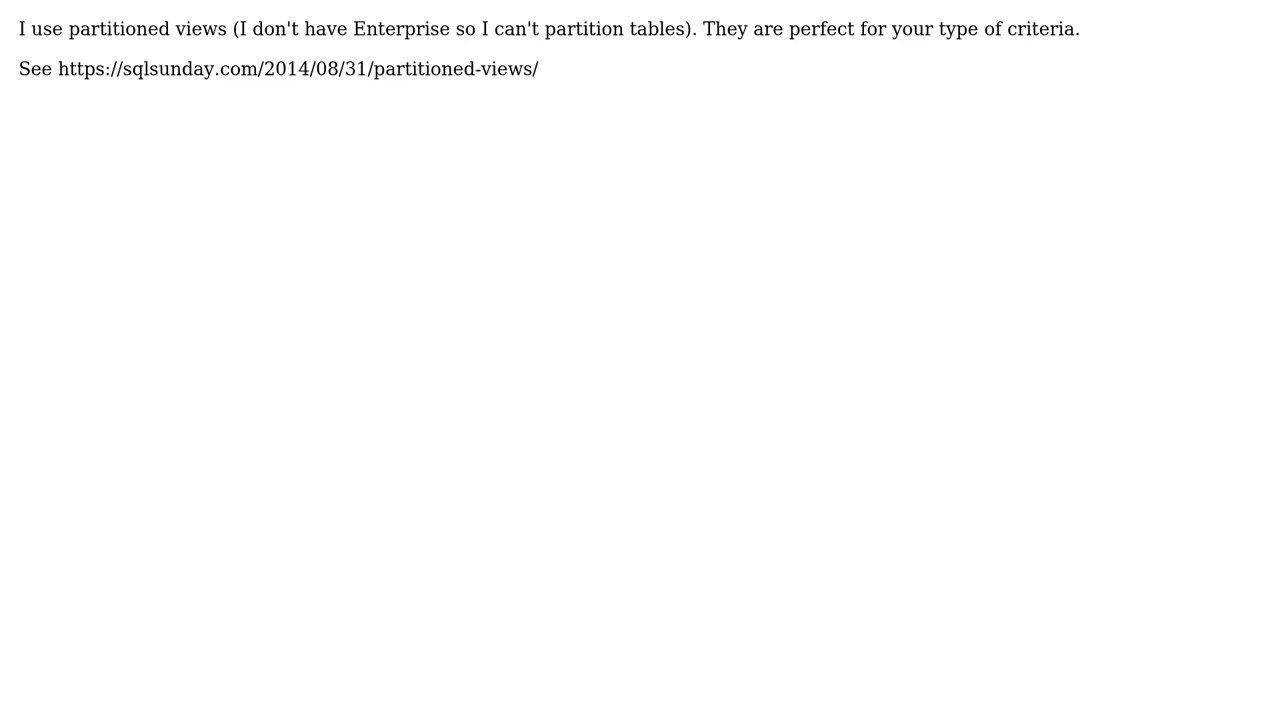 I use partitioned views (I don't have Enterprise so I can't partition tables). They are perfect for your type of criteria.
See https://sqlsunday.com/2014/08/31/partitioned-views/